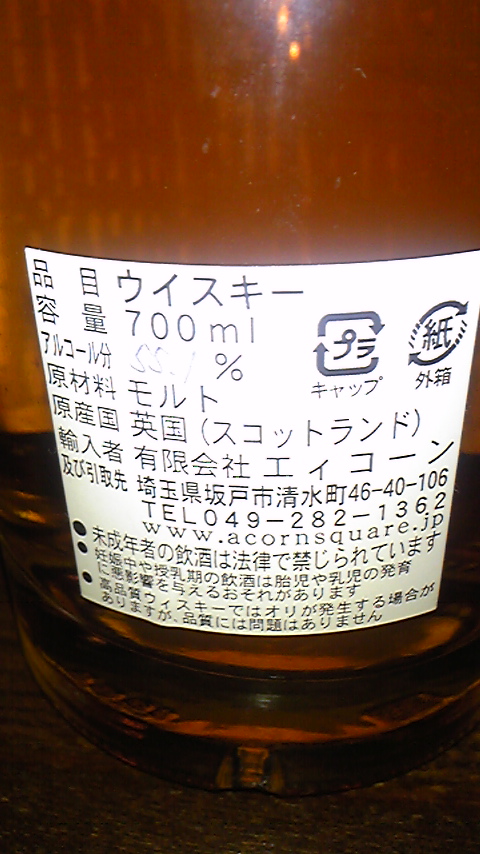 品目 ウイスキー
容量 700ml
アルコール分 %
原材料 モルト
原産国 英国(スコットランド)
輸入者 有限会社 エィコーン
及び引取先 埼玉県坂戸市清水町46-40-106
TEL049-282-1362
www.acornsquare.jp
プラ
キャップ
紙
外箱
●未成年者の飲酒は法律で禁じられています
●妊娠中や授乳期の飲酒は胎児や乳児の発育
に悪影響を与えるおそれがあります
●高品質ウイスキーではオリが発生する場合が
ありますが、品質には問題はありません